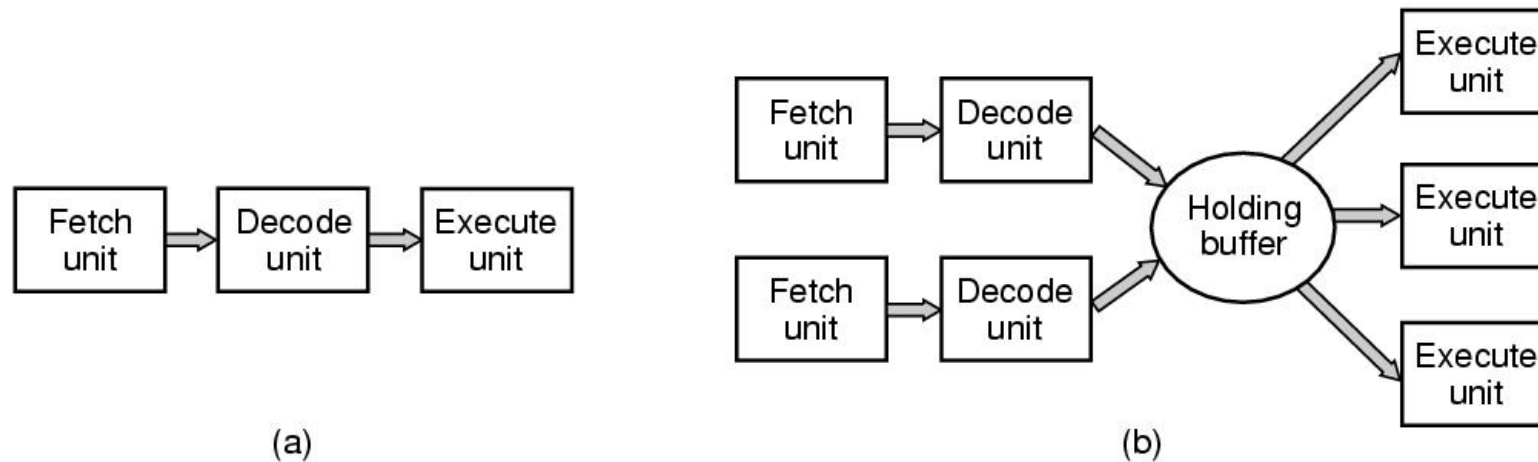 Fetch
unit
Decode
unit
Execute
unit
(a)
Fetch
unit
Decode
unit
Fetch
unit
Decode
unit
Holding
buffer
Execute
unit
Execute
unit
Execute
unit
(b)